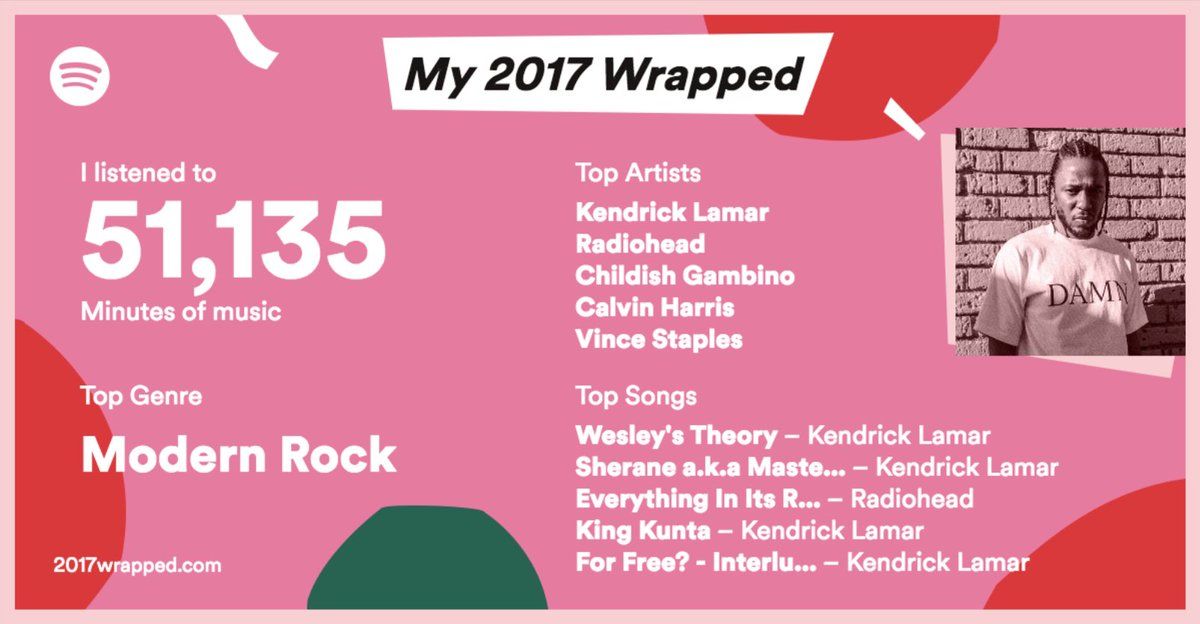 My 2017 Wrapped
I listened to
51,135
Minutes of music
Top Genre
Modern Rock
2017wrapped.com
Top Artists
Kendrick Lamar
Radiohead
Childish Gambino
Calvin Harris
Vince Staples
DAMN
Top Songs
Wesley's Theory – Kendrick Lamar
Sherane a.k.a Maste... – Kendrick Lamar
Everything In Its R... – Radiohead
King Kunta – Kendrick Lamar
For Free? - Interlu... – Kendrick Lamar